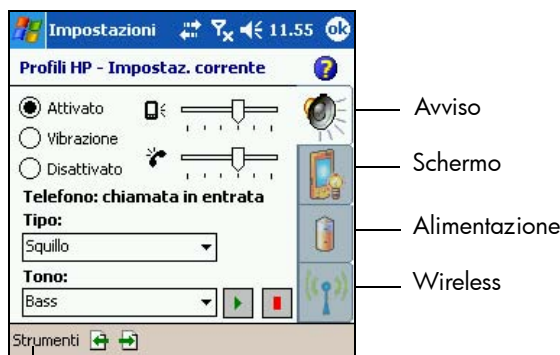 Impostazioni 11.55 ok
Profili HP - Impostaz. corrente ?
Attivato
Vibrazione
Disattivato
Telefono: chiamata in entrata
Tipo:
Squillo
Tono:
Bass
Strumenti
Avviso
Schermo
Alimentazione
Wireless